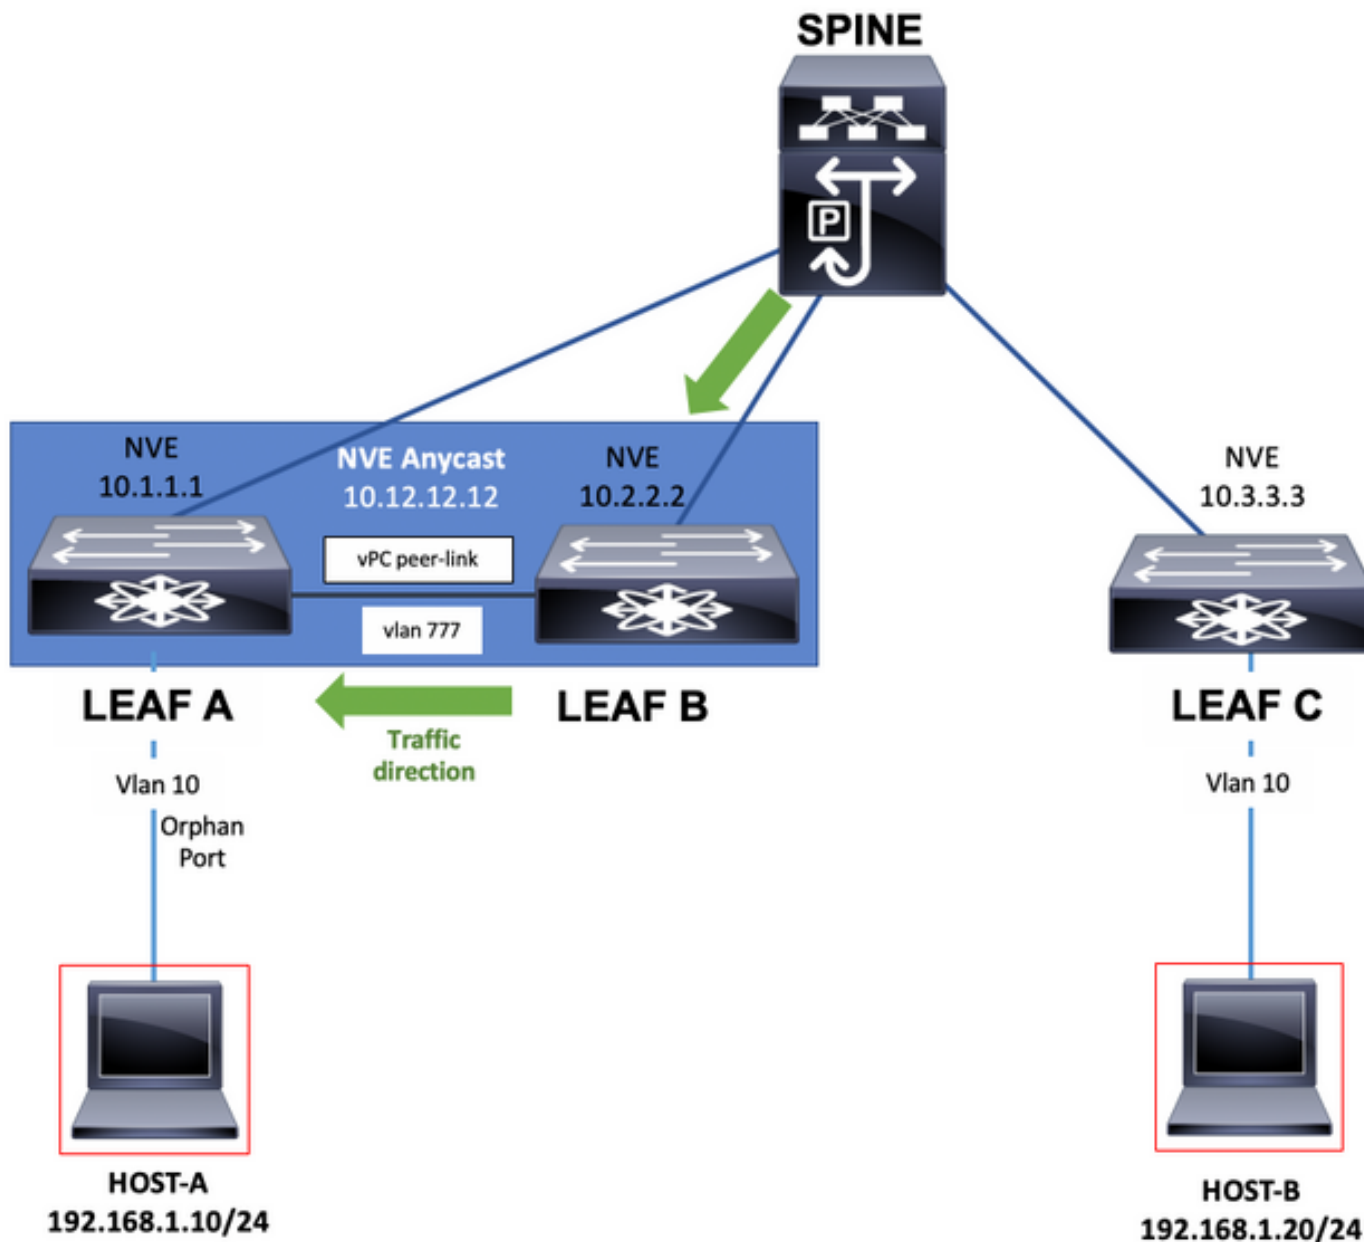 SPINE
P
NVE
10.1.1.1
NVE Anycast
10.12.12.12
NVE
10.2.2.2
NVE
10.3.3.3
vPC peer-link
vlan 777
LEAF A
LEAF B
LEAF C
Traffic
direction
Vlan 10
Orphan
Port
Vlan 10
HOST-A
192.168.1.10/24
HOST-B
192.168.1.20/24